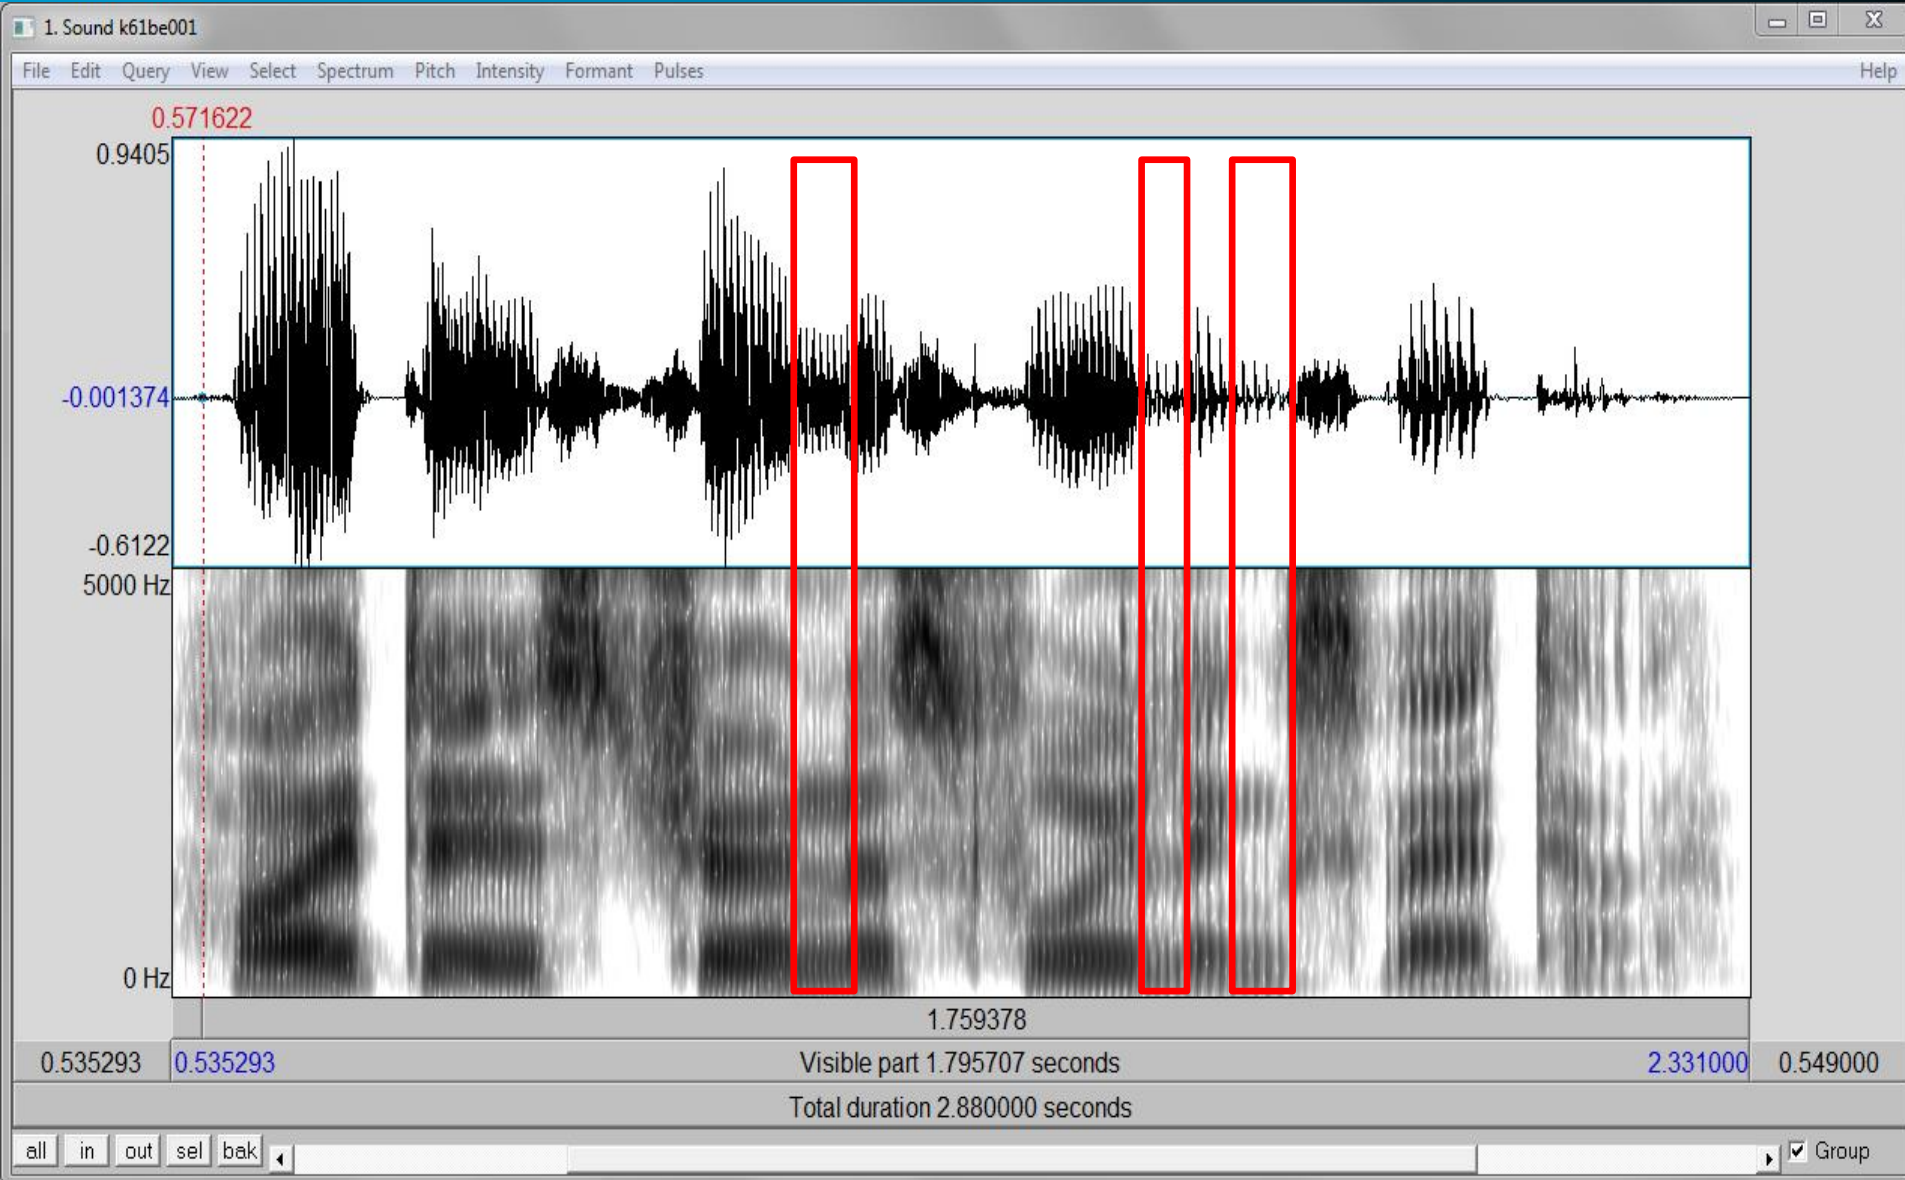 1. Sound k61be001
File Edit Query View Select Spectrum Pitch Intensity Formant Pulses Help
0.571622
0.9405
-0.001374
-0.6122
5000 Hz
0 Hz
1.759378
0.535293 0.535293 Visible part 1.795707 seconds 2.331000 0.549000
Total duration 2.880000 seconds
all in out sel bak Group